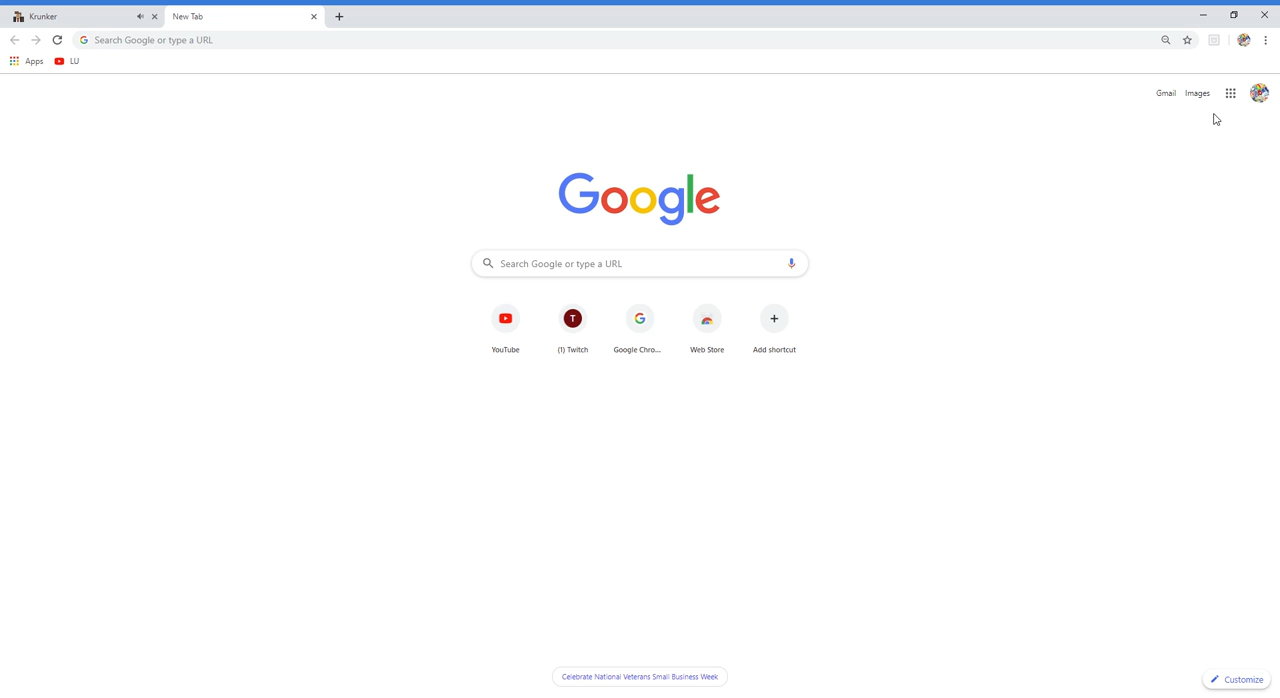 Krunker
New Tab
Search Google or type a URL
Apps
LU
Gmail
Images
Google
Search Google or type a URL
T
YouTube
(1) Twitch
Google Chro...
Web Store
Add shortcut
Celebrate National Veterans Small Business Week
Customize